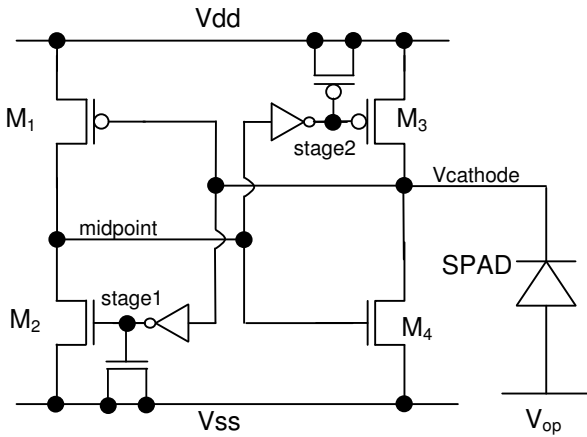 Vdd
M1
M3
stage2
Vcathode
midpoint
SPAD
stage1
M2
M4
Vss
Vop